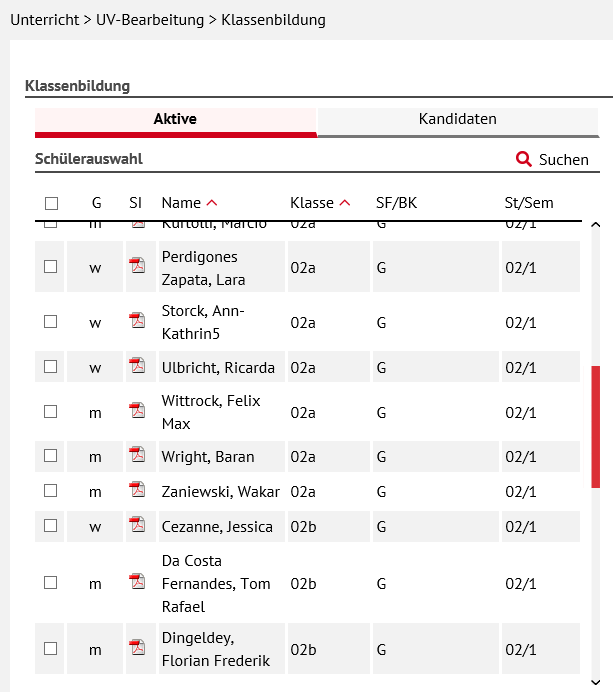 Unterricht > UV-Bearbeitung > Klassenbildung
Klassenbildung
Aktive Kandidaten
Schülerauswahl Suchen
G SI Name Klasse SF/BK St/Sem
m Kurtolli, Marcio 02a G 02/1
w Perdigones Zapata, Lara 02a G 02/1
w Storck, Ann-Kathrin5 02a G 02/1
w Ulbricht, Ricarda 02a G 02/1
m Wittrock, Felix Max 02a G 02/1
m Wright, Baran 02a G 02/1
m Zaniewski, Wakar 02a G 02/1
w Cezanne, Jessica 02b G 02/1
m Da Costa Fernandes, Tom Rafael 02b G 02/1
m Dingeldey, Florian Frederik 02b G 02/1